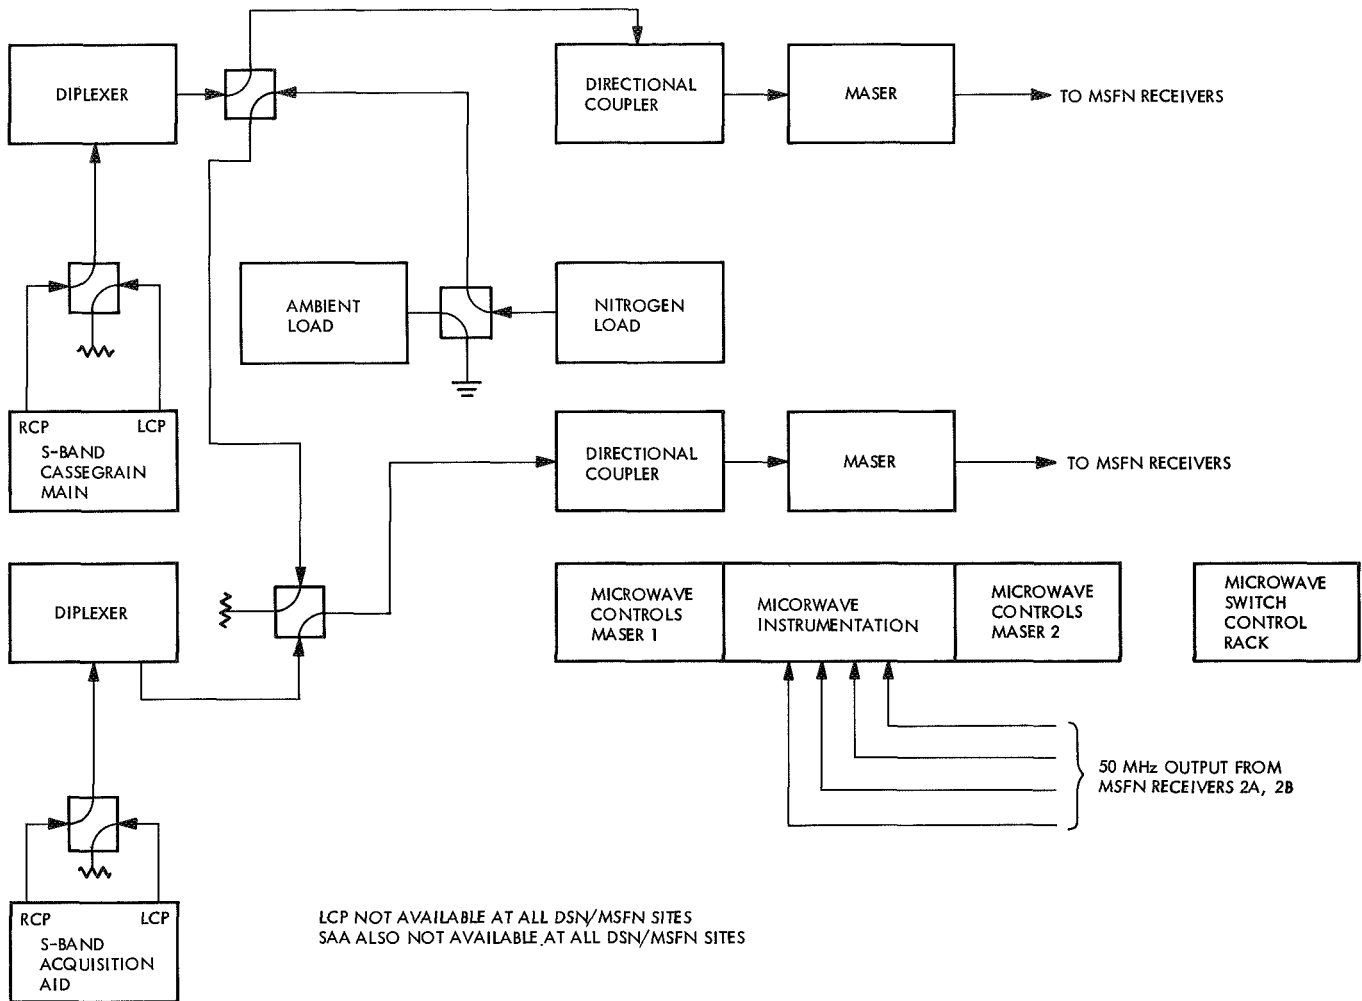 DIPLEXER
DIRECTIONAL
COUPLER
MASER
TO MSFN RECEIVERS
AMBIENT
LOAD
NITROGEN
LOAD
RCP LCP
S-BAND
CASSEGRAIN
MAIN
DIRECTIONAL
COUPLER
MASER
TO MSFN RECEIVERS
DIPLEXER
MICROWAVE
CONTROLS
MASER 1
MICORWAVE
INSTRUMENTATION
MICROWAVE
CONTROLS
MASER 2
MICROWAVE
SWITCH
CONTROL
RACK
50 MHz OUTPUT FROM
MSFN RECEIVERS 2A, 2B
RCP LCP
S-BAND
ACQUISITION
AID
LCP NOT AVAILABLE AT ALL DSN/MSFN SITES
SAA ALSO NOT AVAILABLE AT ALL DSN/MSFN SITES